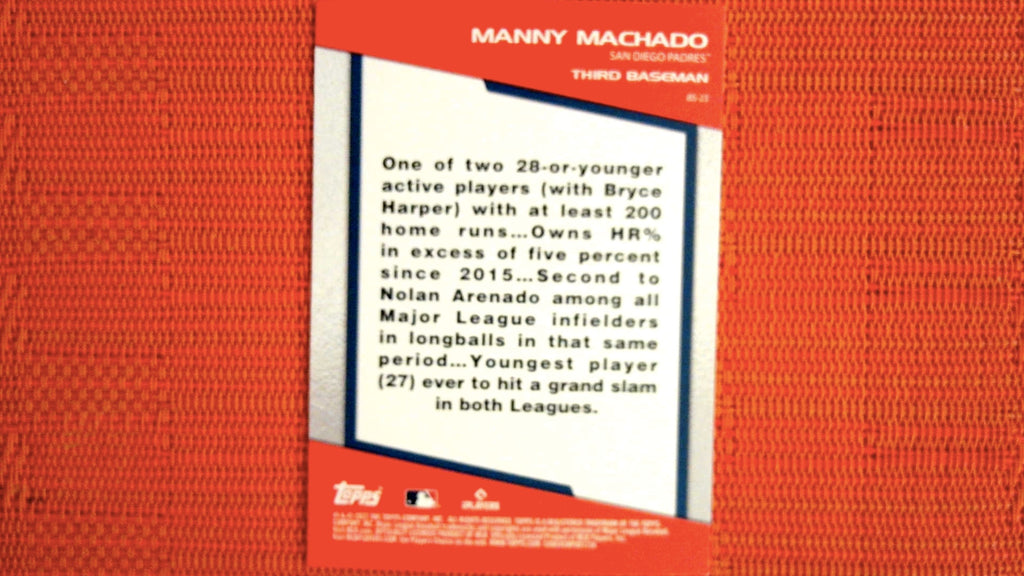 MANNY MACHADO
SAN DIEGO PADRES™
THIRD BASEMAN
One of two 28-or-younger
active players (with Bryce
Harper) with at least 200
home runs...Owns HR%
in excess of five percent
since 2015...Second to
Nolan Arenado among all
Major League infielders
in longballs in that same
period...Youngest player
(27) ever to hit a grand slam
in both Leagues.
Topps
PLAYERS